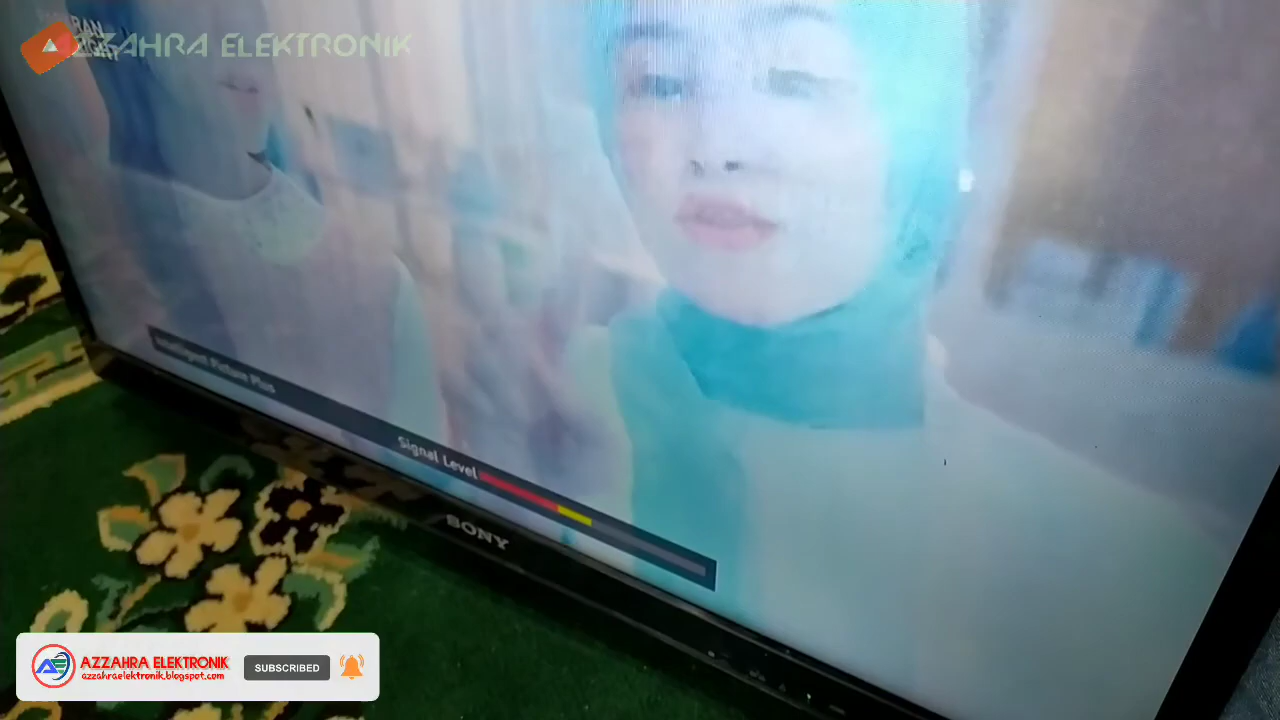 AZZAHRA ELEKTRONIK
Intelligent Picture Plus
Signal Level
SONY
AZZAHRA ELEKTRONIK
azzahraelektronik.blogspot.com
SUBSCRIBED